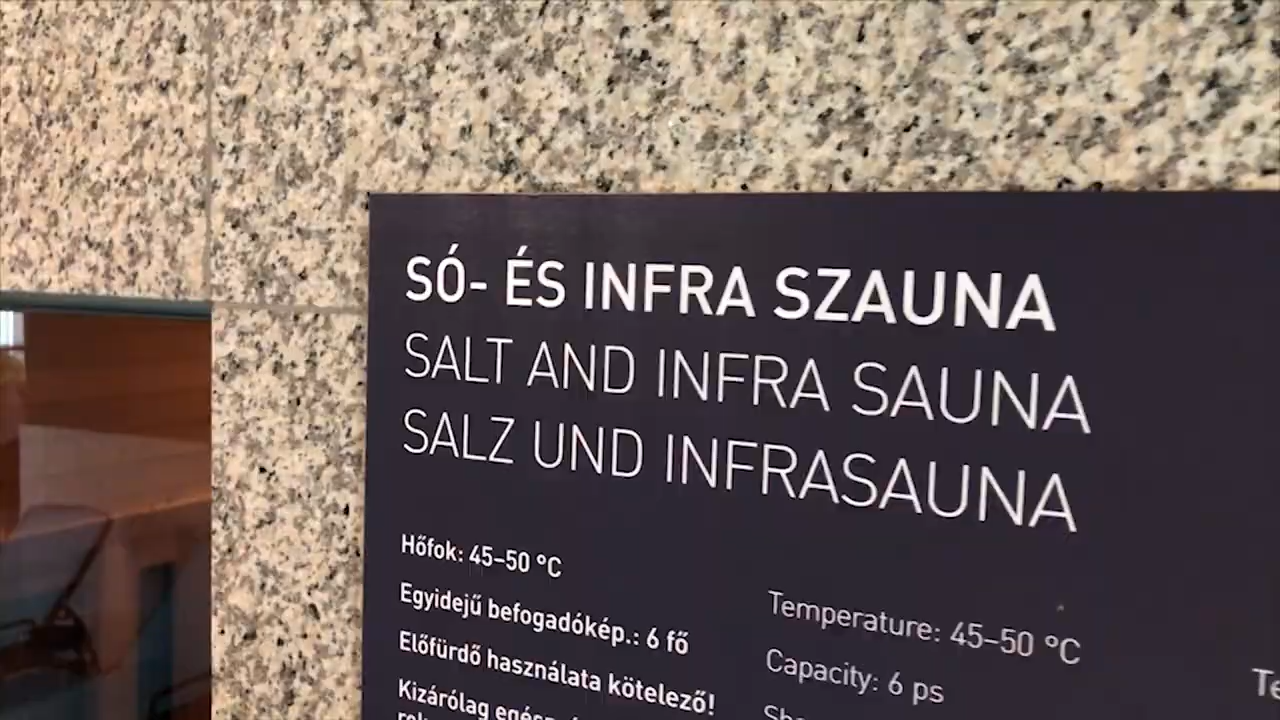 SÓ- ÉS INFRA SZAUNA
SALT AND INFRA SAUNA
SALZ UND INFRASAUNA
Hőfok: 45–50 °C
Egyidejű befogadókép.: 6 fő
Előfürdő használata kötelező!
Kizárólag
Temperature: 45–50 °C
Capacity: 6 ps